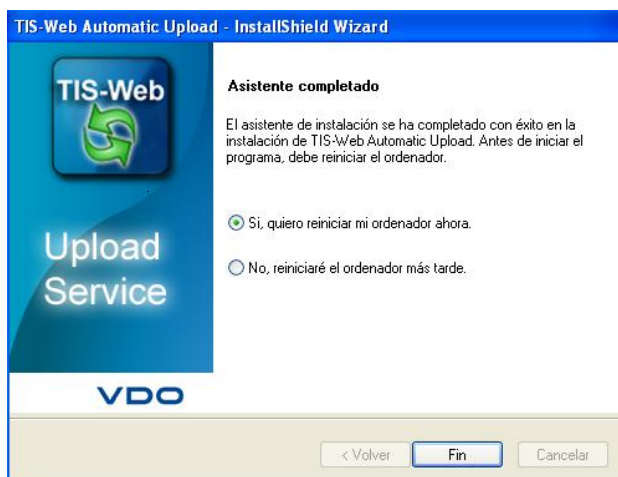 TIS-Web Automatic Upload - InstallShield Wizard
TIS-Web
Asistente completado
El asistente de instalación se ha completado con éxito en la
instalación de TIS-Web Automatic Upload. Antes de iniciar el
programa, debe reiniciar el ordenador.
Si, quiero reiniciar mi ordenador ahora.
No, reiniciaré el ordenador más tarde.
Upload
Service
VDO
< Volver
Fin
Cancelar